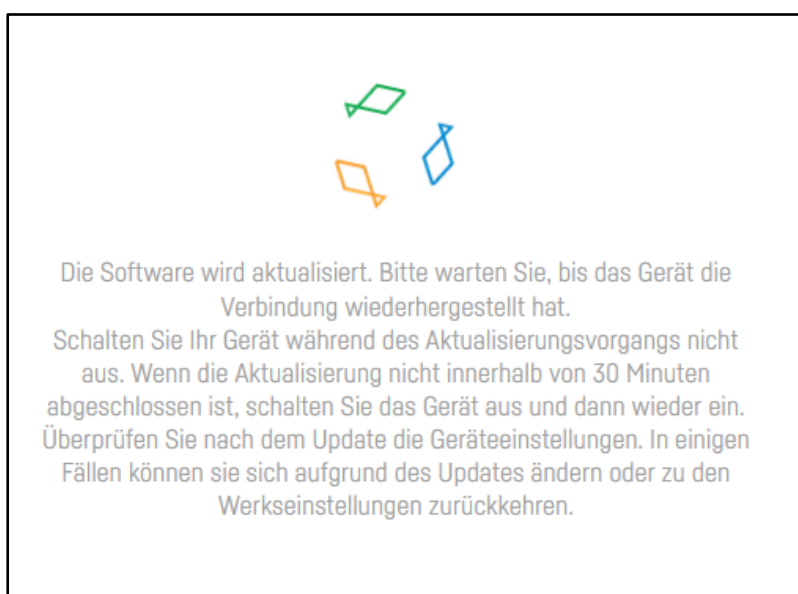 Die Software wird aktualisiert. Bitte warten Sie, bis das Gerät die
Verbindung wiederhergestellt hat.
Schalten Sie Ihr Gerät während des Aktualisierungsvorgangs nicht
aus. Wenn die Aktualisierung nicht innerhalb von 30 Minuten
abgeschlossen ist, schalten Sie das Gerät aus und dann wieder ein.
Überprüfen Sie nach dem Update die Geräteeinstellungen. In einigen
Fällen können sie sich aufgrund des Updates ändern oder zu den
Werkseinstellungen zurückkehren.